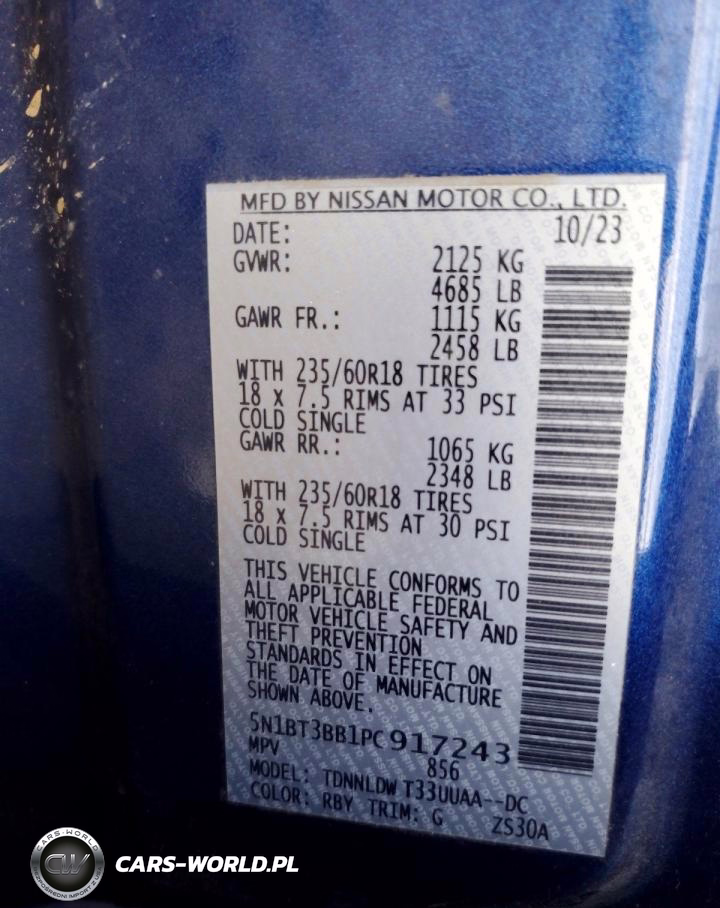 MFD BY NISSAN MOTOR CO., LTD.
DATE: 10/23
GVWR: 2125 KG
4685 LB
GAWR FR.: 1115 KG
2458 LB
WITH 235/60R18 TIRES
18 x 7.5 RIMS AT 33 PSI
COLD SINGLE
GAWR RR.: 1065 KG
2348 LB
WITH 235/60R18 TIRES
18 x 7.5 RIMS AT 30 PSI
COLD SINGLE
THIS VEHICLE CONFORMS TO
ALL APPLICABLE FEDERAL
MOTOR VEHICLE SAFETY AND
THEFT PREVENTION
STANDARDS IN EFFECT ON
THE DATE OF MANUFACTURE
SHOWN ABOVE.
5N1BT3BB1PC917243
MPV 856
MODEL: TDNNLDW T33UUAA--DC
COLOR: RBY TRIM: G ZS30A
CARS-WORLD
CW
CARS-WORLD.PL